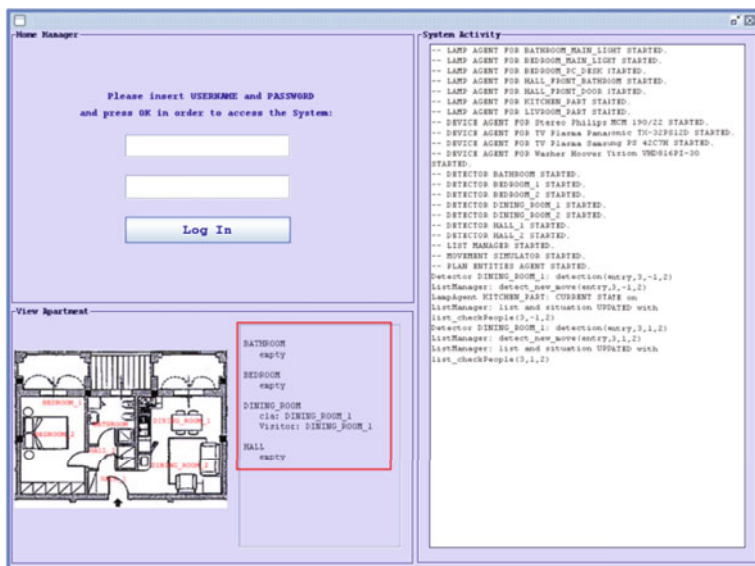 Home Manager
Please insert USERNAME and PASSWORD
and press OK in order to access the System:
Log In
View Apartment
BEDROOM_1
BEDROOM_2
BATHROOM
HALL_2
DINING_ROOM_1
DINING_ROOM_2
BATHROOM
empty
BEDROOM
empty
DINING_ROOM
cla: DINING_ROOM_1
Visitor: DINING_ROOM_1
HALL
empty
System Activity
-- LAMP AGENT FOR BATHROOM_MAIN_LIGHT STARTED.
-- LAMP AGENT FOR BEDROOM_MAIN_LIGHT STARTED.
-- LAMP AGENT FOR BEDROOM_PC_DESK STARTED.
-- LAMP AGENT FOR HALL_FRONT_BATHROOM STARTED.
-- LAMP AGENT FOR HALL_FRONT_DOOR STARTED.
-- LAMP AGENT FOR KITCHEN_PART STARTED.
-- LAMP AGENT FOR LIVROOM_PART STARTED.
-- DEVICE AGENT FOR Stereo Philips MCM 190/22 STARTED.
-- DEVICE AGENT FOR TV Plasma Panasonic TX-32PS12D STARTED.
-- DEVICE AGENT FOR TV Plasma Samsung PS 42C7H STARTED.
-- DEVICE AGENT FOR Washer Hoover Vision VHD816PI-30
STARTED.
-- DETECTOR BATHROOM STARTED.
-- DETECTOR BEDROOM_1 STARTED.
-- DETECTOR BEDROOM_2 STARTED.
-- DETECTOR DINING_ROOM_1 STARTED.
-- DETECTOR DINING_ROOM_2 STARTED.
-- DETECTOR HALL_1 STARTED.
-- DETECTOR HALL_2 STARTED.
-- LIST MANAGER STARTED.
-- MOVEMENT SIMULATOR STARTED.
-- PLAN ENTITIES AGENT STARTED.
Detector DINING_ROOM_1: detection(entry,3,-1,2)
ListManager: detect_new_move(entry,3,-1,2)
LampAgent KITCHEN_PART: CURRENT STATE on
ListManager: list and situation UPDATED with
list_checkPeople(3,-1,2)
Detector DINING_ROOM_1: detection(entry,3,1,2)
ListManager: detect_new_move(entry,3,1,2)
ListManager: list and situation UPDATED with
list_checkPeople(3,1,2)